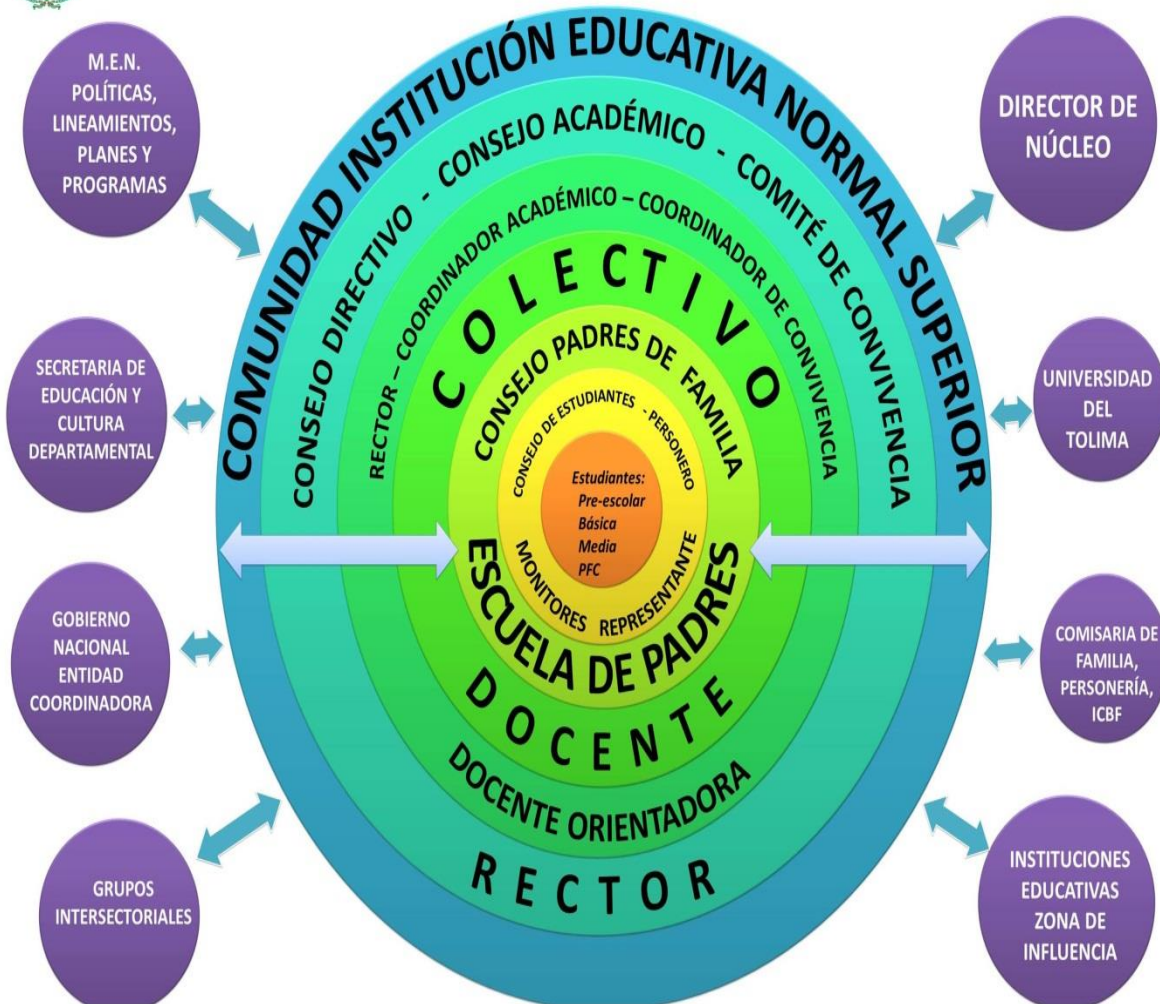 M.E.N.
POLÍTICAS,
LINEAMIENTOS,
PLANES Y
PROGRAMAS
SECRETARIA DE
EDUCACIÓN Y
CULTURA
DEPARTAMENTAL
GOBIERNO
NACIONAL
ENTIDAD
COORDINADORA
GRUPOS
INTERSECTORIALES
COMUNIDAD INSTITUCIÓN EDUCATIVA NORMAL SUPERIOR
CONSEJO DIRECTIVO - CONSEJO ACADÉMICO - COMITÉ DE CONVIVENCIA
RECTOR – COORDINADOR ACADÉMICO – COORDINADOR DE CONVIVENCIA
COLECTIVO
CONSEJO PADRES DE FAMILIA
CONSEJO DE ESTUDIANTES - PERSONERO
Estudiantes:
Pre-escolar
Básica
Media
PFC
MONITORES REPRESENTANTE
ESCUELA DE PADRES
DOCENTE
DOCENTE ORIENTADORA
RECTOR
DIRECTOR DE
NÚCLEO
UNIVERSIDAD
DEL
TOLIMA
COMISARIA DE
FAMILIA,
PERSONERÍA,
ICBF
INSTITUCIONES
EDUCATIVAS
ZONA DE
INFLUENCIA